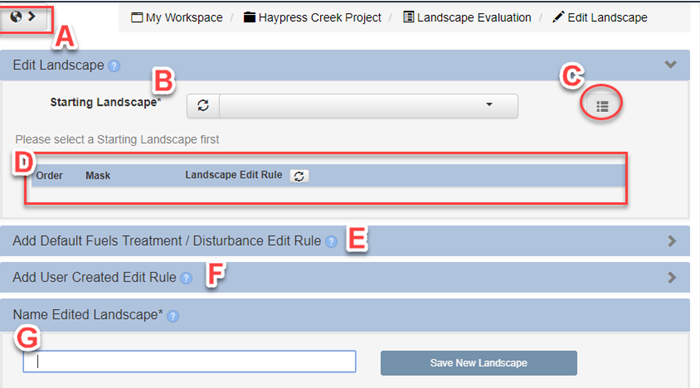 A
My Workspace / Haypress Creek Project / Landscape Evaluation / Edit Landscape
Edit Landscape ?
B
C
Starting Landscape*
Please select a Starting Landscape first
D
Order Mask Landscape Edit Rule
Add Default Fuels Treatment / Disturbance Edit Rule ? E
Add User Created Edit Rule ? F
Name Edited Landscape* ?
G
Save New Landscape